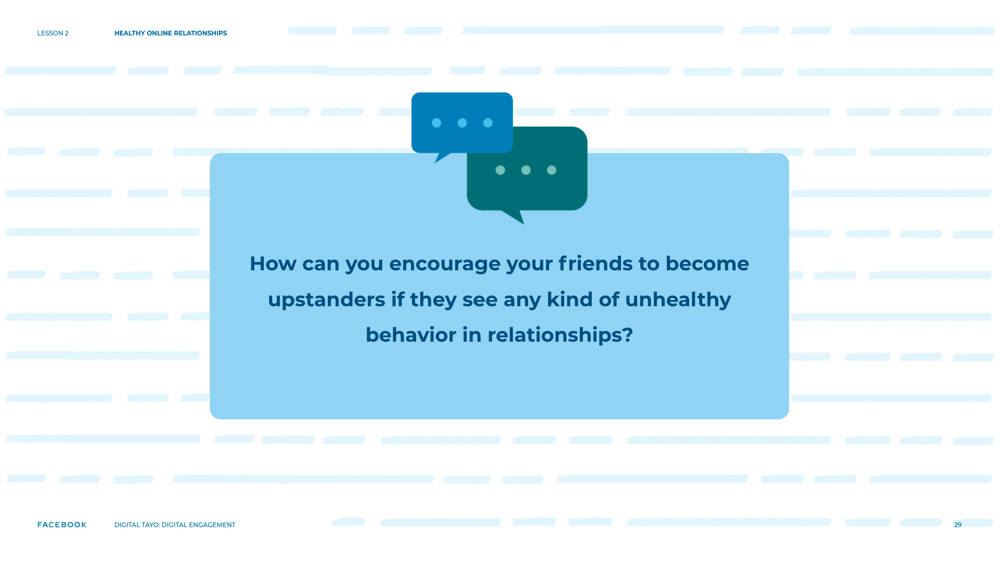 LESSON 2
HEALTHY ONLINE RELATIONSHIPS
How can you encourage your friends to become
upstanders if they see any kind of unhealthy
behavior in relationships?
FACEBOOK
DIGITAL TAYO: DIGITAL ENGAGEMENT
29